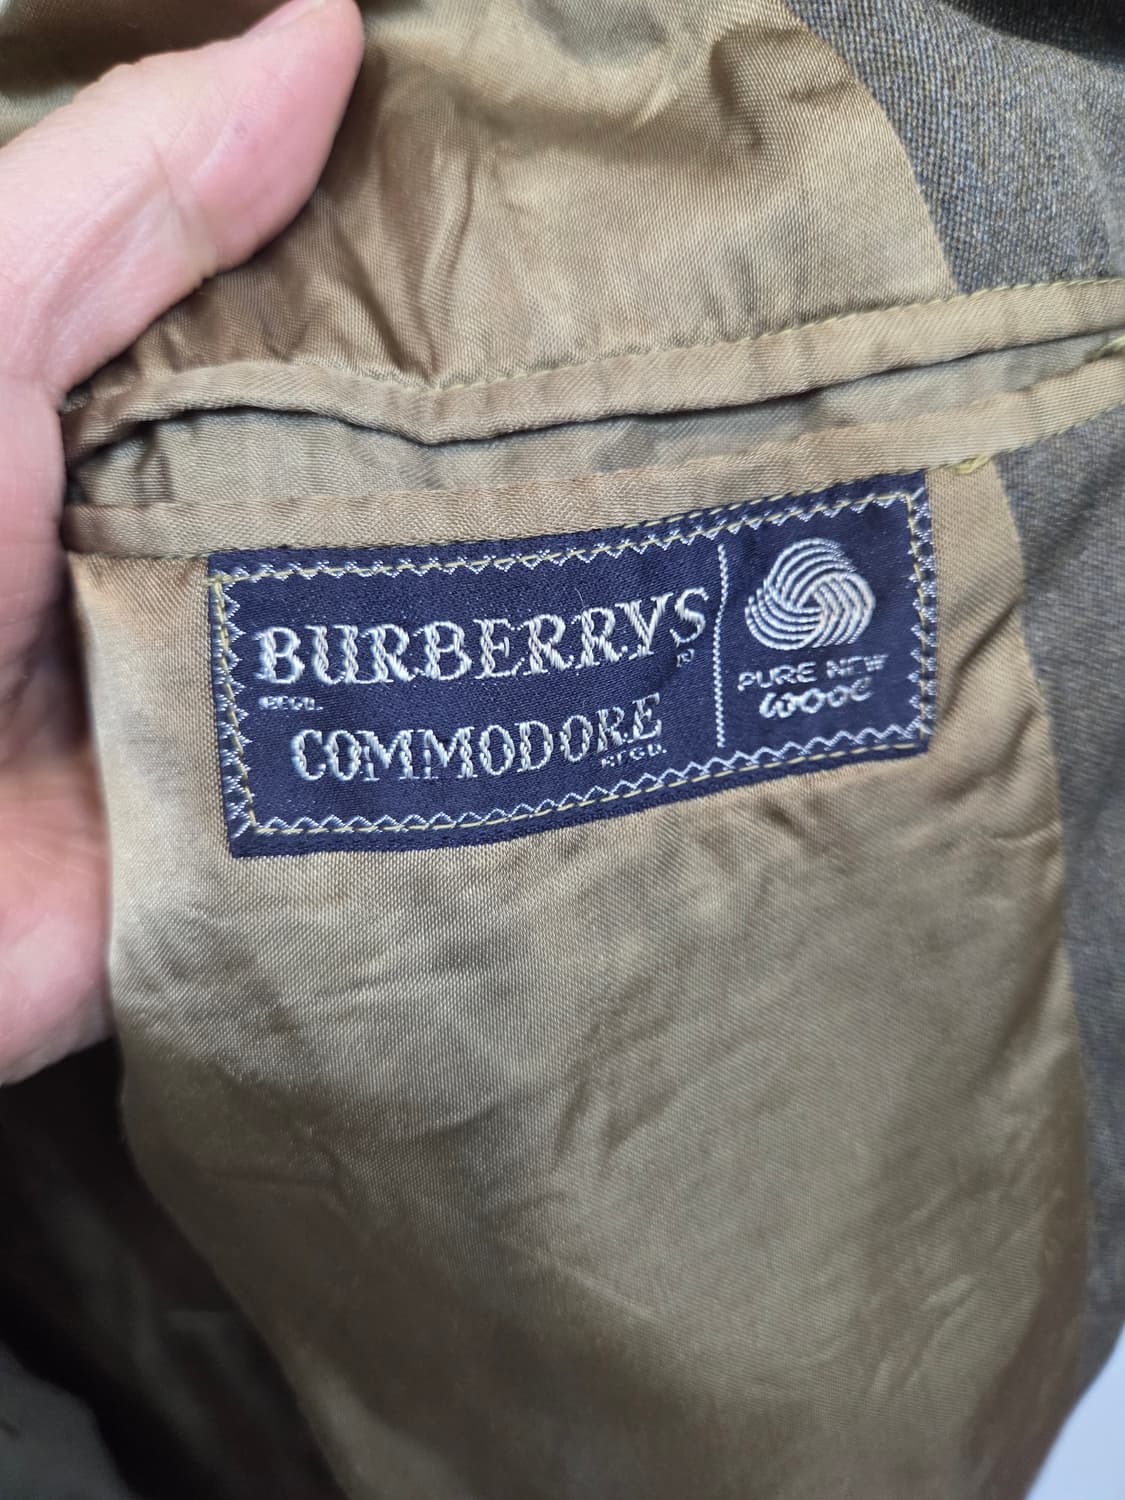 BURBERRYS
REGD.
COMMODORE
REGD.
PURE NEW
WOOL